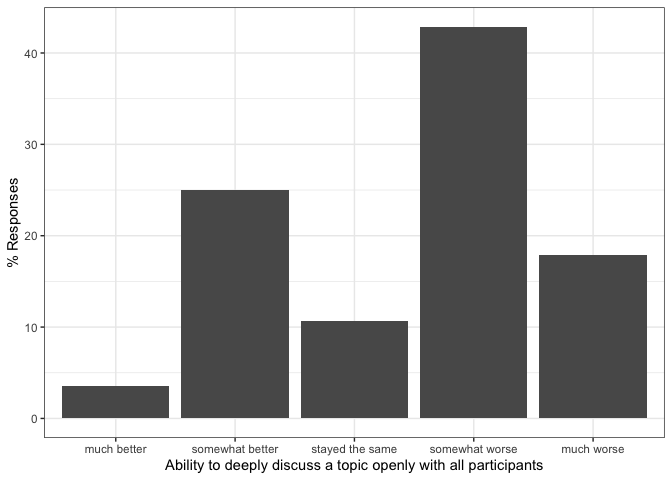 40
30
20
10
0
% Responses
much better somewhat better stayed the same somewhat worse much worse
Ability to deeply discuss a topic openly with all participants